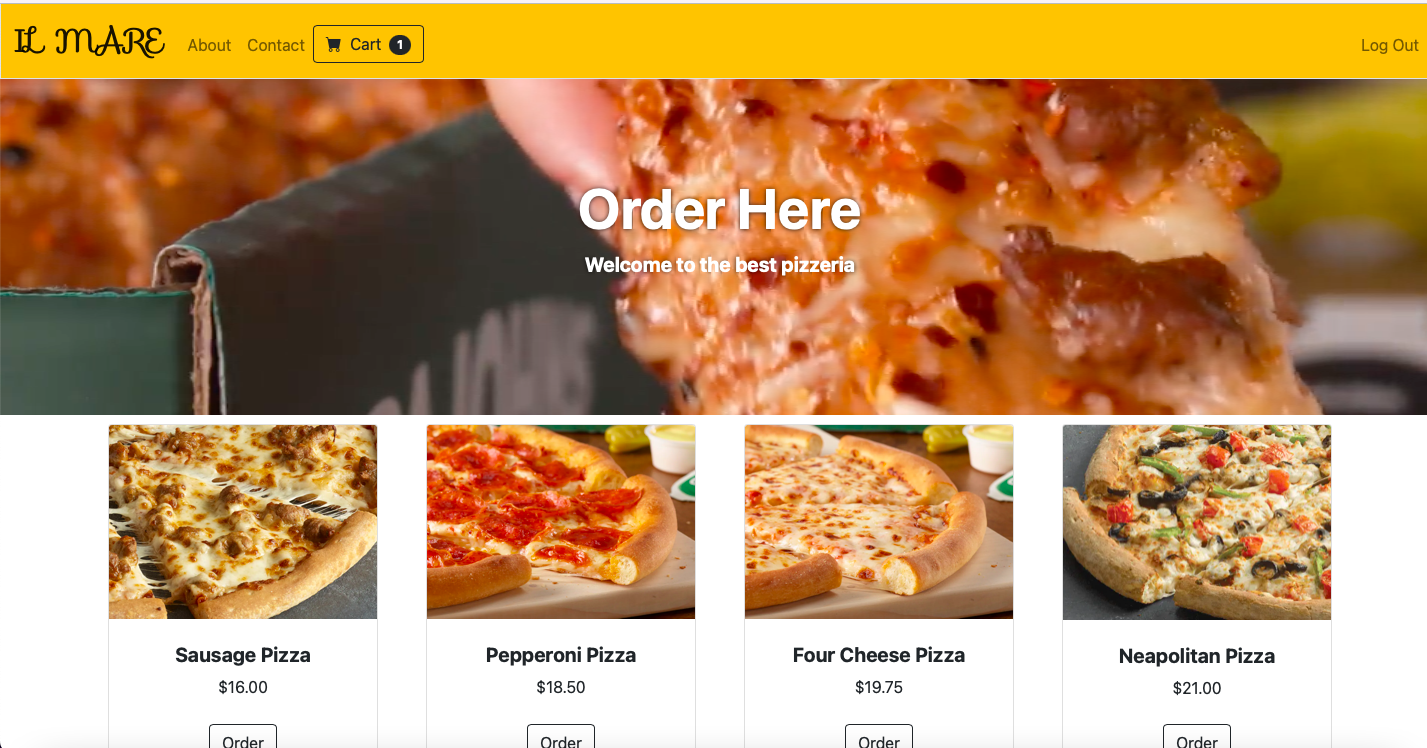 IL MARE About Contact Cart 1 Log Out
Order Here
Welcome to the best pizzeria
Sausage Pizza Pepperoni Pizza Four Cheese Pizza Neapolitan Pizza
$16.00 $18.50 $19.75 $21.00
Order Order Order Order